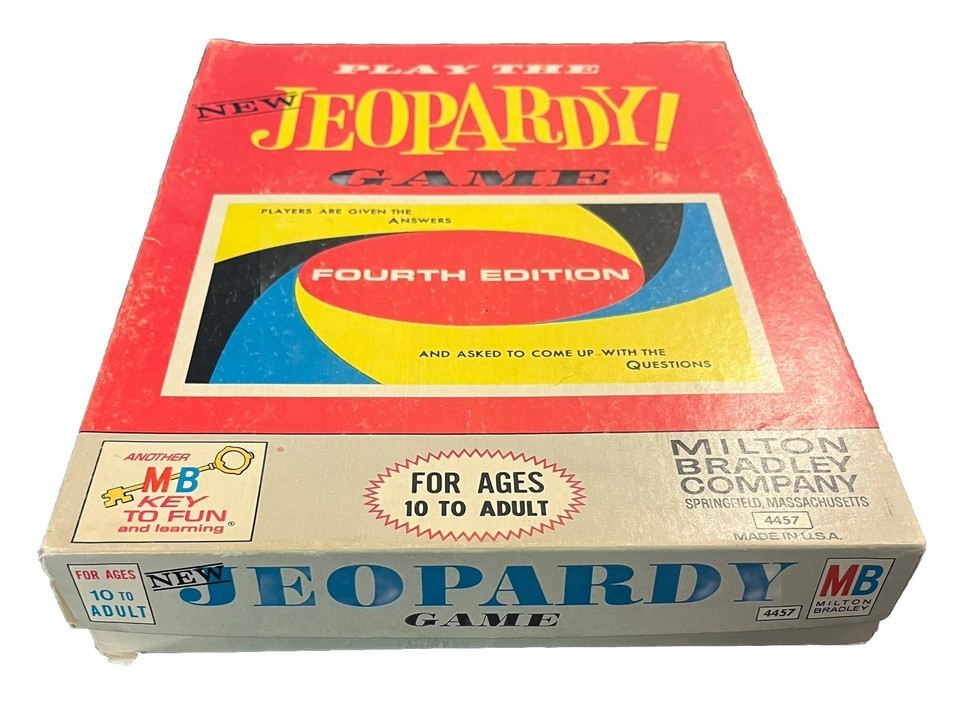 PLAY THE
NEW
JEOPARDY!
GAME
PLAYERS ARE GIVEN THE
ANSWERS
FOURTH EDITION
AND ASKED TO COME UP WITH THE
QUESTIONS
ANOTHER
MB
KEY
TO FUN
and learning®
®
FOR AGES
10 TO ADULT
MILTON
BRADLEY
COMPANY
SPRINGFIELD, MASSACHUSETTS
4457
MADE IN U.S.A.
FOR AGES
10 TO
ADULT
NEW
JEOPARDY
GAME
4457
MB
MILTON
BRADLEY